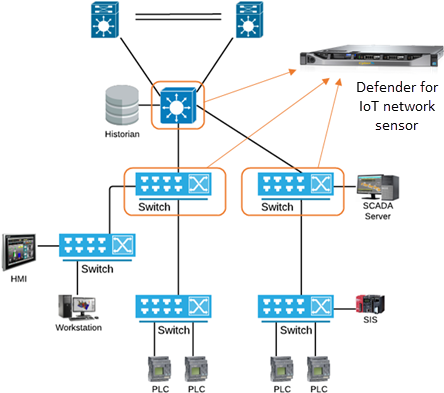 Defender for
IoT network
sensor
Historian
Switch
Switch
SCADA
Server
HMI
Switch
Workstation
Switch
Switch
SIS
PLC
PLC
PLC
PLC